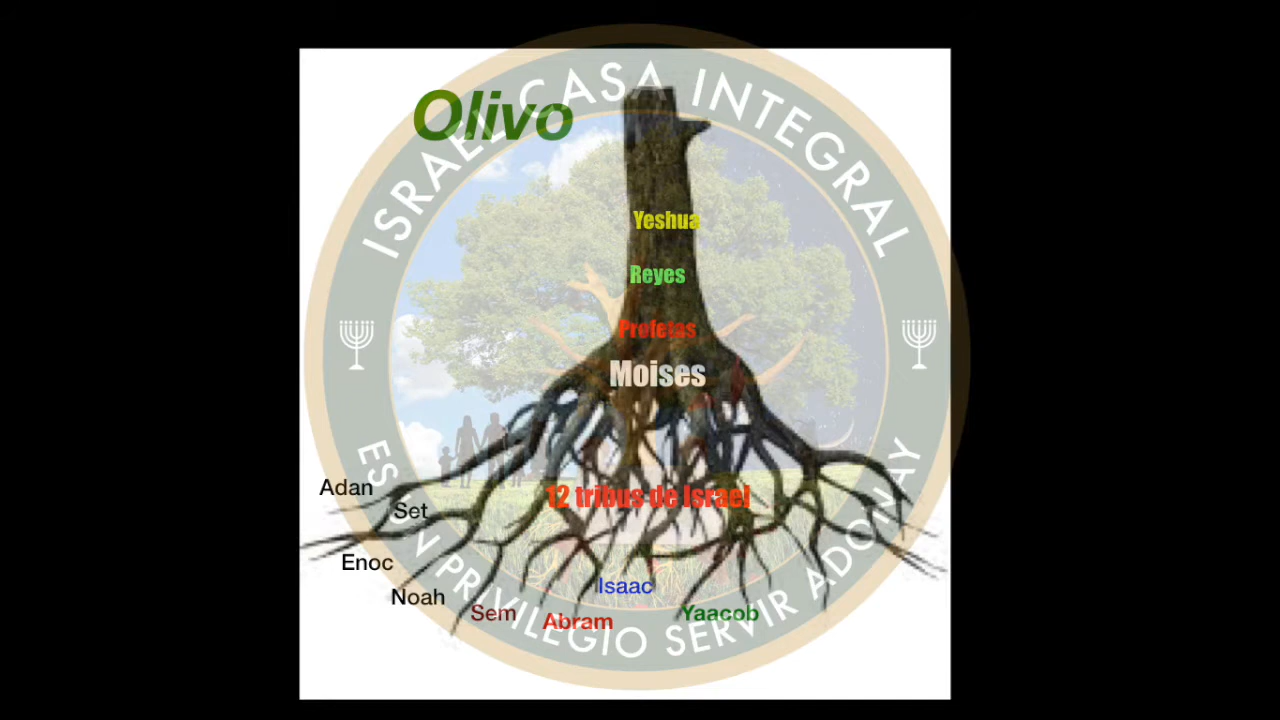 ISRAEL CASA INTEGRAL
Olivo
Yeshua
Reyes
Profetas
Moises
12 tribus de Israel
Adan
Set
Enoc
Noah
Sem
Abram
Isaac
Yaacob
ES UN PRIVILEGIO SERVIR ADONAY